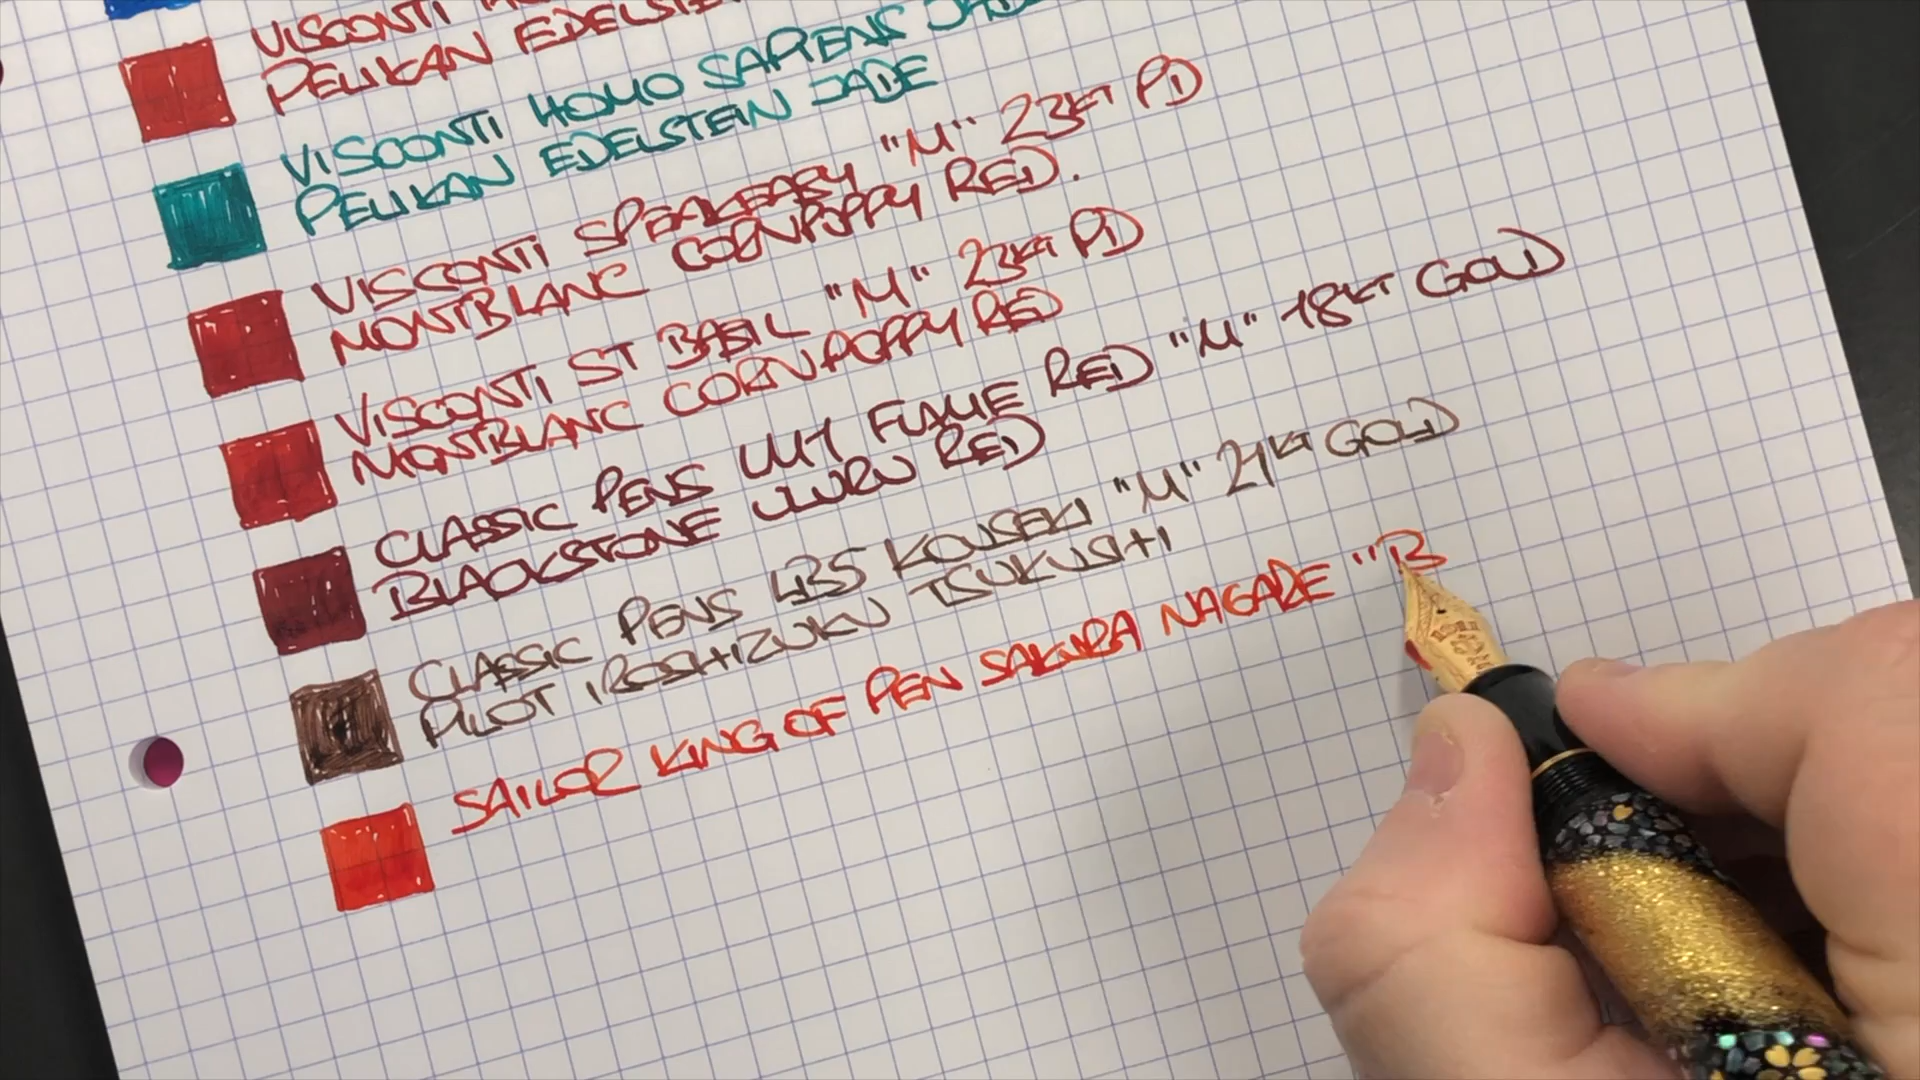 VISCONTI
PELIKAN EDELSTEIN
VISCONTI HOMO SAPIENS JADE
PELIKAN EDELSTEIN JADE
VISCONTI SPEAKEASY "M" 23KT PD
MONTBLANC CORNPOPPY RED.
VISCONTI ST BASIL "M" 23KT PD
MONTBLANC CORNPOPPY RED
CLASSIC PENS LM1 FLAME RED "M" 18KT GOLD
BLACKSTONE ULURU RED
CLASSIC PENS LB5 KOUSEKI "M" 21KT GOLD
PILOT IROSHIZUKU TSUKUSHI
SAILOR KING OF PEN SAKURA NAGARE "B